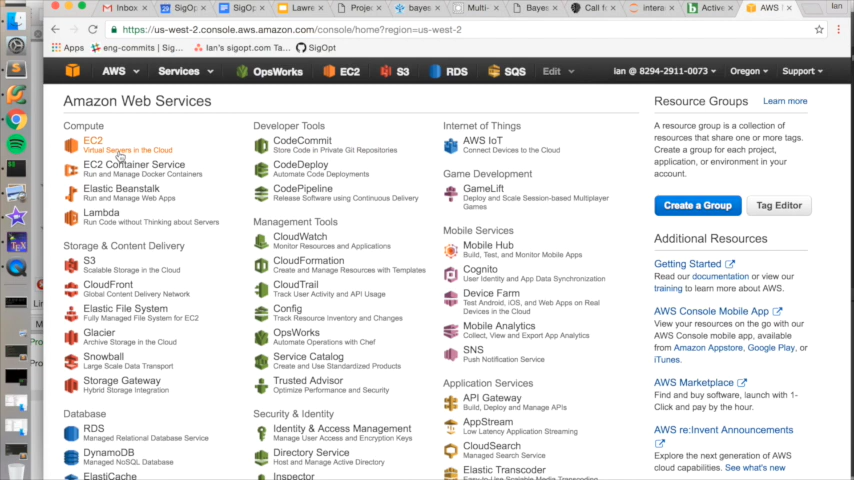 Inbox
SigOp
SigOp
Lawre
Project
bayes
Multi-
Bayes
Call fo
intera
Active
AWS
Ian
https://us-west-2.console.aws.amazon.com/console/home?region=us-west-2
Apps
eng-commits | Sig...
Ian's sigopt.com Ta...
SigOpt
AWS
Services
OpsWorks
EC2
S3
RDS
SQS
Edit
ian @ 8294-2911-0073
Oregon
Support
Amazon Web Services
Compute
EC2
Virtual Servers in the Cloud
EC2 Container Service
Run and Manage Docker Containers
Elastic Beanstalk
Run and Manage Web Apps
Lambda
Run Code without Thinking about Servers
Storage & Content Delivery
S3
Scalable Storage in the Cloud
CloudFront
Global Content Delivery Network
Elastic File System
Fully Managed File System for EC2
Glacier
Archive Storage in the Cloud
Snowball
Large Scale Data Transport
Storage Gateway
Hybrid Storage Integration
Database
RDS
Managed Relational Database Service
DynamoDB
Managed NoSQL Database
ElastiCache
Developer Tools
CodeCommit
Store Code in Private Git Repositories
CodeDeploy
Automate Code Deployments
CodePipeline
Release Software using Continuous Delivery
Management Tools
CloudWatch
Monitor Resources and Applications
CloudFormation
Create and Manage Resources with Templates
CloudTrail
Track User Activity and API Usage
Config
Track Resource Inventory and Changes
OpsWorks
Automate Operations with Chef
Service Catalog
Create and Use Standardized Products
Trusted Advisor
Optimize Performance and Security
Security & Identity
Identity & Access Management
Manage User Access and Encryption Keys
Directory Service
Host and Manage Active Directory
Inspector
Internet of Things
AWS IoT
Connect Devices to the Cloud
Game Development
GameLift
Deploy and Scale Session-based Multiplayer
Games
Mobile Services
Mobile Hub
Build, Test, and Monitor Mobile Apps
Cognito
User Identity and App Data Synchronization
Device Farm
Test Android, iOS, and Web Apps on Real
Devices in the Cloud
Mobile Analytics
Collect, View and Export App Analytics
SNS
Push Notification Service
Application Services
API Gateway
Build, Deploy and Manage APIs
AppStream
Low Latency Application Streaming
CloudSearch
Managed Search Service
Elastic Transcoder
Easy-to-Use Scalable Media Transcoding
Resource Groups
Learn more
A resource group is a collection of
resources that share one or more tags.
Create a group for each project,
application, or environment in your
account.
Create a Group
Tag Editor
Additional Resources
Getting Started
Read our documentation or view our
training to learn more about AWS.
AWS Console Mobile App
View your resources on the go with our
AWS Console mobile app, available
from Amazon Appstore, Google Play, or
iTunes.
AWS Marketplace
Find and buy software, launch with 1-
Click and pay by the hour.
AWS re:Invent Announcements
Explore the next generation of AWS
cloud capabilities. See what's new